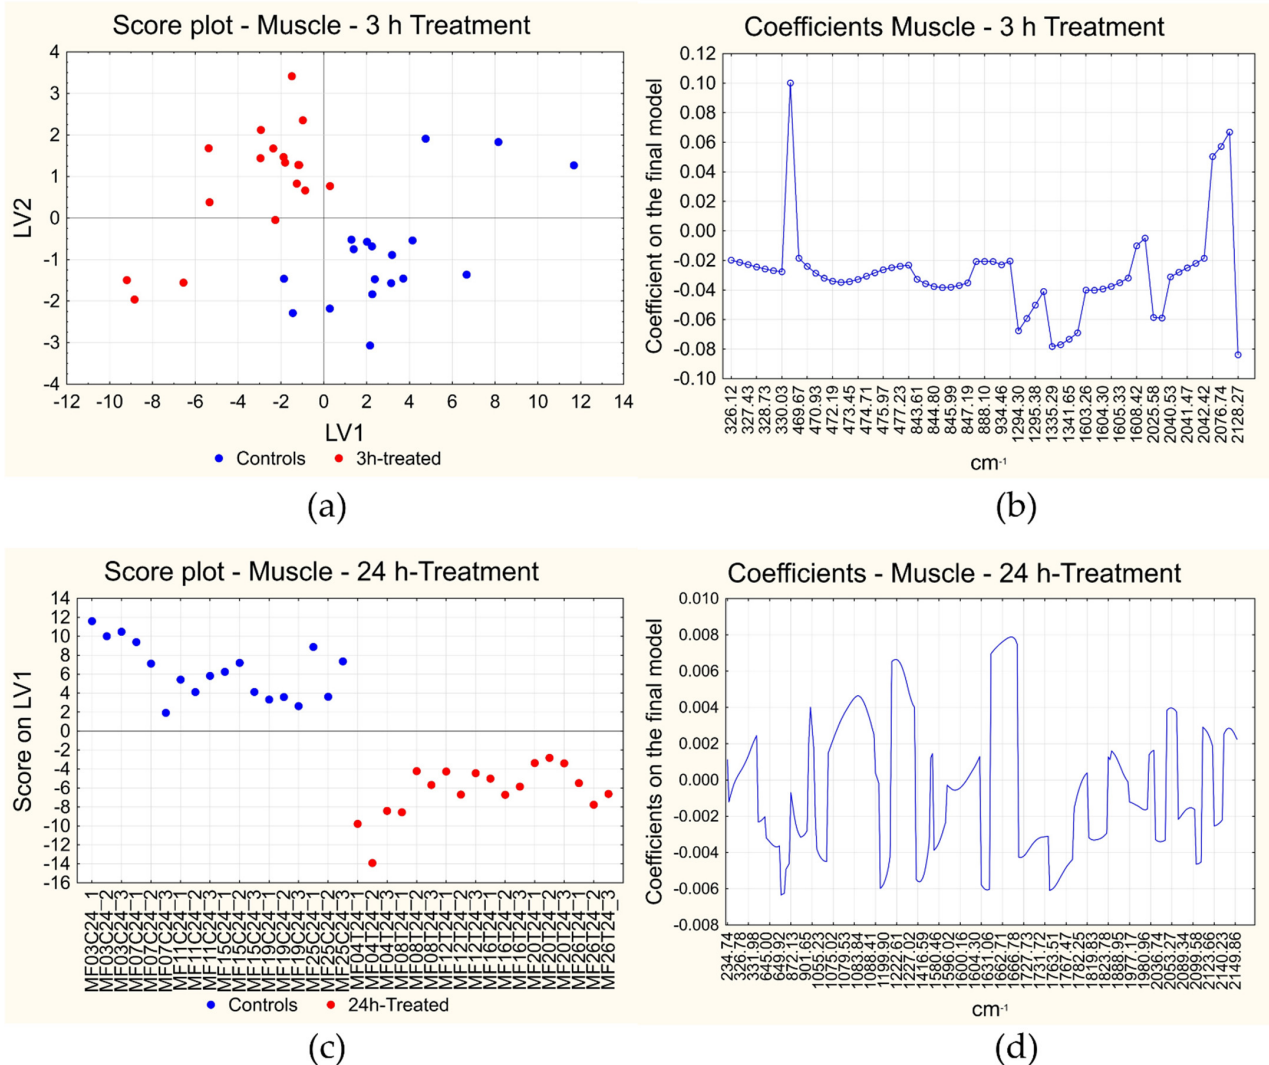 Score plot - Muscle - 3 h Treatment
4
3
2
1
0
-1
-2
-3
-4
LV2
-12 -10 -8 -6 -4 -2 0 2 4 6 8 10 12 14
LV1
Controls 3h-treated
(a)
Coefficients Muscle - 3 h Treatment
0.12
0.10
0.08
0.06
0.04
0.02
0.00
-0.02
-0.04
-0.06
-0.08
-0.10
Coefficient on the final model
326.12
327.43
328.73
330.03
469.67
470.93
472.19
473.45
474.71
475.97
477.23
843.61
844.80
845.99
847.19
888.10
934.46
1294.30
1295.38
1335.29
1341.65
1603.26
1604.30
1605.33
1608.42
2025.58
2040.53
2041.47
2042.42
2076.74
2128.27
cm-1
(b)
Score plot - Muscle - 24 h-Treatment
14
12
10
8
6
4
2
0
-2
-4
-6
-8
-10
-12
-14
-16
Score on LV1
MF03C24_1
MF03C24_2
MF03C24_3
MF07C24_1
MF07C24_2
MF07C24_3
MF11C24_1
MF11C24_2
MF11C24_3
MF15C24_1
MF15C24_2
MF15C24_3
MF19C24_1
MF19C24_2
MF19C24_3
MF25C24_1
MF25C24_2
MF25C24_3
MF04T24_1
MF04T24_2
MF04T24_3
MF08T24_1
MF08T24_2
MF08T24_3
MF12T24_1
MF12T24_2
MF12T24_3
MF16T24_1
MF16T24_2
MF16T24_3
MF20T24_1
MF20T24_2
MF20T24_3
MF26T24_1
MF26T24_2
MF26T24_3
Controls 24h-Treated
(c)
Coefficients - Muscle - 24 h-Treatment
0.010
0.008
0.006
0.004
0.002
0.000
-0.002
-0.004
-0.006
-0.008
Coefficients on the final model
234.74
326.78
331.98
645.00
649.92
872.13
901.65
1055.23
1075.02
1079.53
1083.84
1088.41
1199.90
1222.41
1227.02
1416.59
1580.46
1596.02
1600.16
1604.30
1631.06
1662.71
1666.78
1727.73
1731.72
1763.51
1767.47
1782.25
1819.83
1823.78
1888.95
1977.17
1980.96
2036.74
2053.27
2089.34
2099.56
2123.66
2140.23
2149.86
cm-1
(d)